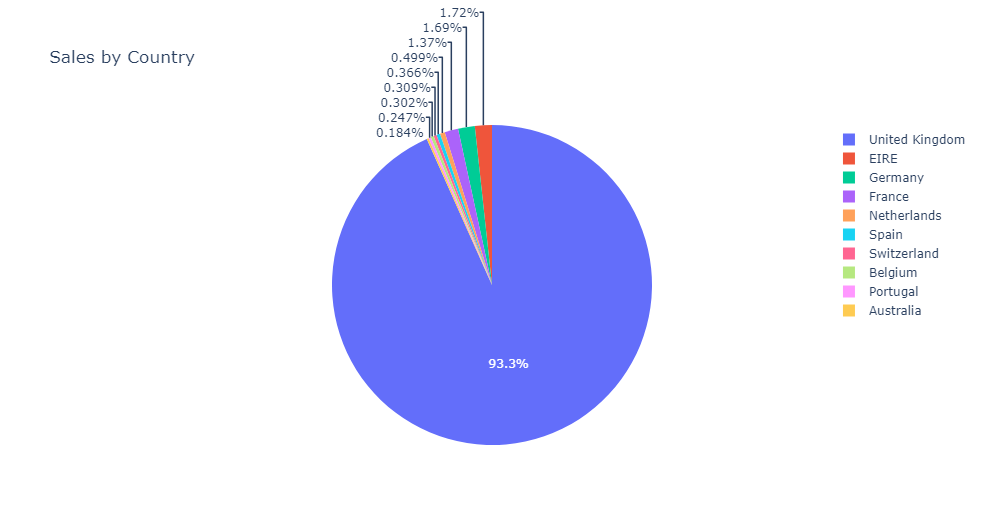 Sales by Country
1.72%
1.69%
1.37%
0.499%
0.366%
0.309%
0.302%
0.247%
0.184%
93.3%
United Kingdom
EIRE
Germany
France
Netherlands
Spain
Switzerland
Belgium
Portugal
Australia